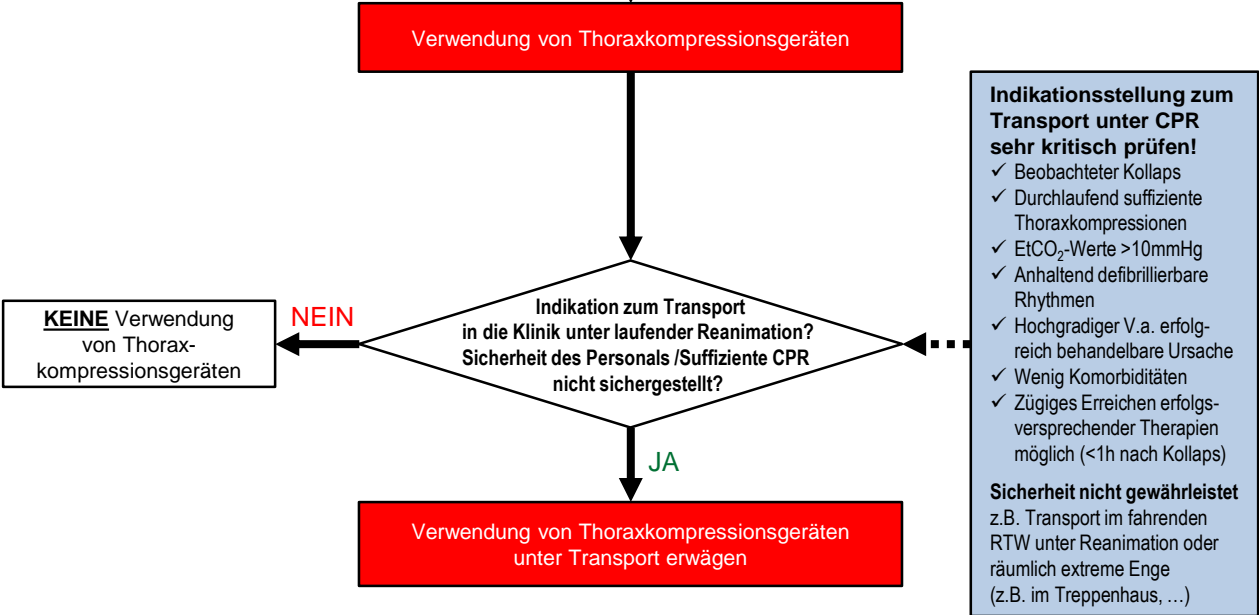 Verwendung von Thoraxkompressionsgeräten
Indikationsstellung zum
Transport unter CPR
sehr kritisch prüfen!
✓ Beobachteter Kollaps
✓ Durchlaufend suffiziente
Thoraxkompressionen
✓ EtCO₂-Werte >10mmHg
✓ Anhaltend defibrillierbare
Rhythmen
✓ Hochgradiger V.a. erfolg-
reich behandelbare Ursache
✓ Wenig Komorbiditäten
✓ Zügiges Erreichen erfolgs-
versprechender Therapien
möglich (<1h nach Kollaps)
Sicherheit nicht gewährleistet
z.B. Transport im fahrenden
RTW unter Reanimation oder
räumlich extreme Enge
(z.B. im Treppenhaus, …)
Indikation zum Transport
in die Klinik unter laufender Reanimation?
Sicherheit des Personals /Suffiziente CPR
nicht sichergestellt?
NEIN
KEINE Verwendung
von Thorax-
kompressionsgeräten
JA
Verwendung von Thoraxkompressionsgeräten
unter Transport erwägen